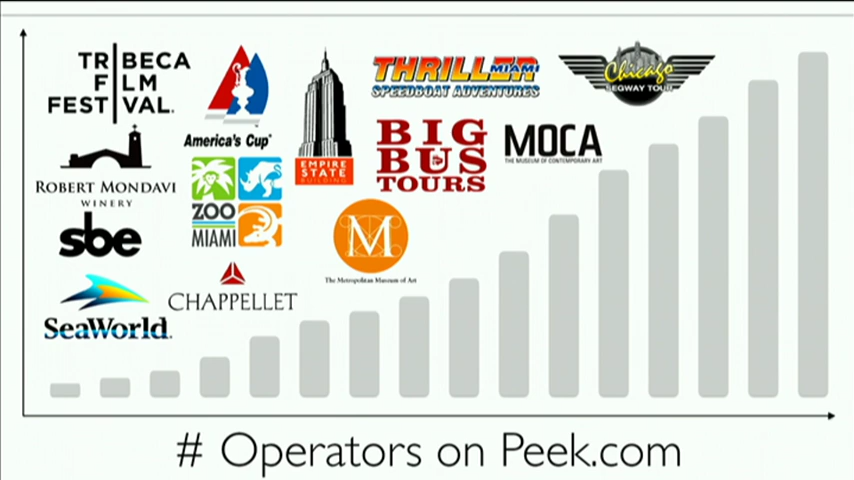 TRIBECA
FILM
FESTIVAL
America's Cup
EMPIRE
STATE
BUILDING
THRILLER
MIAMI
SPEEDBOAT ADVENTURES
Chicago
SEGWAY TOUR
BIG
BUS
TOURS
MOCA
THE MUSEUM OF CONTEMPORARY ART
ROBERT MONDAVI
WINERY
ZOO
MIAMI
sbe
M
The Metropolitan Museum of Art
CHAPPELLET
SeaWorld
# Operators on Peek.com